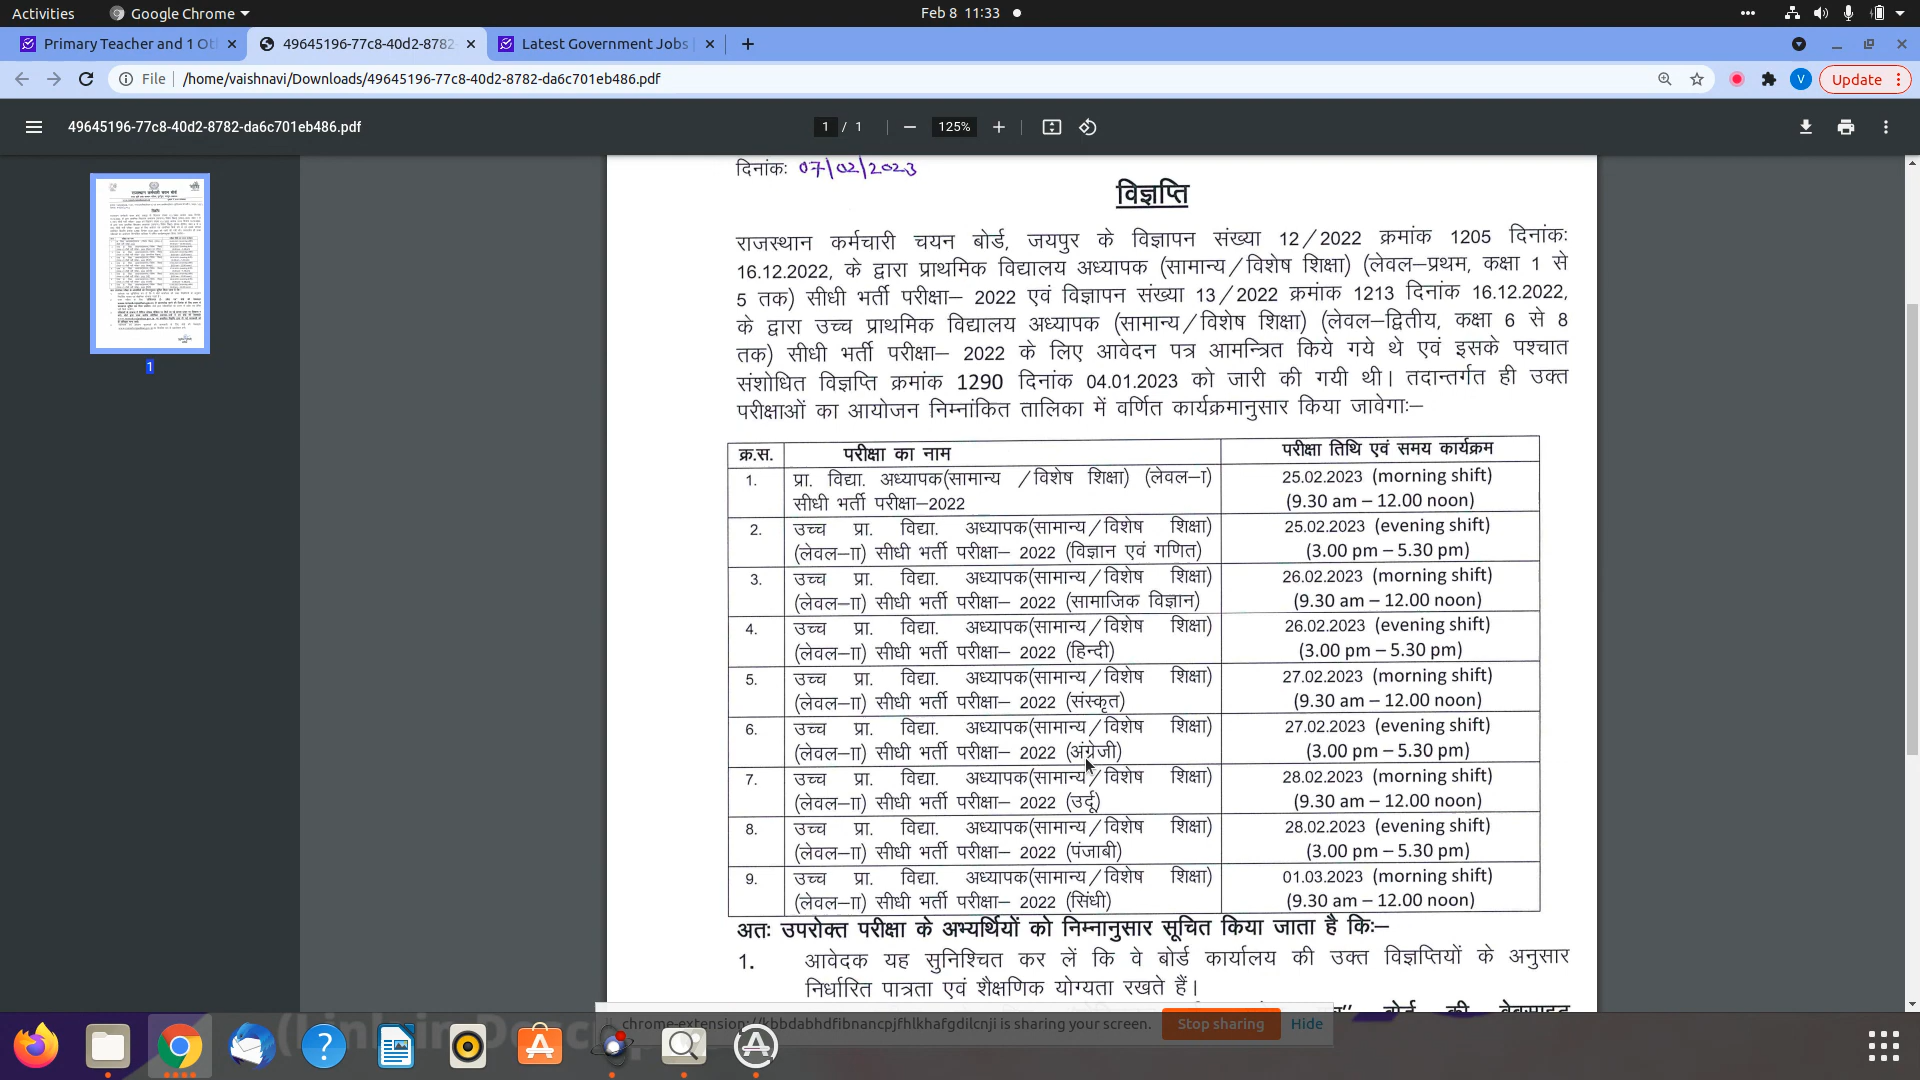 Activities
Google Chrome
Feb 8 11:33
Primary Teacher and 1 Ot
49645196-77c8-40d2-8782-
Latest Government Jobs
File
/home/vaishnavi/Downloads/49645196-77c8-40d2-8782-da6c701eb486.pdf
V
Update
49645196-77c8-40d2-8782-da6c701eb486.pdf
1 / 1
125%
1
दिनांकः 07/02/2023
विज्ञप्ति
राजस्थान कर्मचारी चयन बोर्ड, जयपुर के विज्ञापन संख्या 12/2022 क्रमांक 1205 दिनांकः
16.12.2022, के द्वारा प्राथमिक विद्यालय अध्यापक (सामान्य/विशेष शिक्षा) (लेवल–प्रथम, कक्षा 1 से
5 तक) सीधी भर्ती परीक्षा– 2022 एवं विज्ञापन संख्या 13/2022 क्रमांक 1213 दिनांक 16.12.2022,
के द्वारा उच्च प्राथमिक विद्यालय अध्यापक (सामान्य/विशेष शिक्षा) (लेवल–द्वितीय, कक्षा 6 से 8
तक) सीधी भर्ती परीक्षा– 2022 के लिए आवेदन पत्र आमन्त्रित किये गये थे एवं इसके पश्चात
संशोधित विज्ञप्ति क्रमांक 1290 दिनांक 04.01.2023 को जारी की गयी थी। तदान्तर्गत ही उक्त
परीक्षाओं का आयोजन निम्नांकित तालिका में वर्णित कार्यक्रमानुसार किया जावेगाः–
क्र.स. परीक्षा का नाम परीक्षा तिथि एवं समय कार्यक्रम
1. प्रा. विद्या. अध्यापक(सामान्य /विशेष शिक्षा) (लेवल–I) 25.02.2023 (morning shift)
सीधी भर्ती परीक्षा–2022 (9.30 am – 12.00 noon)
2. उच्च प्रा. विद्या. अध्यापक(सामान्य/विशेष शिक्षा) 25.02.2023 (evening shift)
(लेवल–II) सीधी भर्ती परीक्षा– 2022 (विज्ञान एवं गणित) (3.00 pm – 5.30 pm)
3. उच्च प्रा. विद्या. अध्यापक(सामान्य/विशेष शिक्षा) 26.02.2023 (morning shift)
(लेवल–II) सीधी भर्ती परीक्षा– 2022 (सामाजिक विज्ञान) (9.30 am – 12.00 noon)
4. उच्च प्रा. विद्या. अध्यापक(सामान्य/विशेष शिक्षा) 26.02.2023 (evening shift)
(लेवल–II) सीधी भर्ती परीक्षा– 2022 (हिन्दी) (3.00 pm – 5.30 pm)
5. उच्च प्रा. विद्या. अध्यापक(सामान्य/विशेष शिक्षा) 27.02.2023 (morning shift)
(लेवल–II) सीधी भर्ती परीक्षा– 2022 (संस्कृत) (9.30 am – 12.00 noon)
6. उच्च प्रा. विद्या. अध्यापक(सामान्य/विशेष शिक्षा) 27.02.2023 (evening shift)
(लेवल–II) सीधी भर्ती परीक्षा– 2022 (अंग्रेजी) (3.00 pm – 5.30 pm)
7. उच्च प्रा. विद्या. अध्यापक(सामान्य/विशेष शिक्षा) 28.02.2023 (morning shift)
(लेवल–II) सीधी भर्ती परीक्षा– 2022 (उर्दू) (9.30 am – 12.00 noon)
8. उच्च प्रा. विद्या. अध्यापक(सामान्य/विशेष शिक्षा) 28.02.2023 (evening shift)
(लेवल–II) सीधी भर्ती परीक्षा– 2022 (पंजाबी) (3.00 pm – 5.30 pm)
9. उच्च प्रा. विद्या. अध्यापक(सामान्य/विशेष शिक्षा) 01.03.2023 (morning shift)
(लेवल–II) सीधी भर्ती परीक्षा– 2022 (सिंधी) (9.30 am – 12.00 noon)
अतः उपरोक्त परीक्षा के अभ्यर्थियों को निम्नानुसार सूचित किया जाता है किः–
1. आवेदक यह सुनिश्चित कर लें कि वे बोर्ड कार्यालय की उक्त विज्ञप्तियों के अनुसार
निर्धारित पात्रता एवं शैक्षणिक योग्यता रखते हैं।
बोर्ड की वेबसाइट
chrome-extension://kbbdabhdfibnancpjfhlkhafgdilcnji is sharing your screen.
Stop sharing
Hide
(Link in